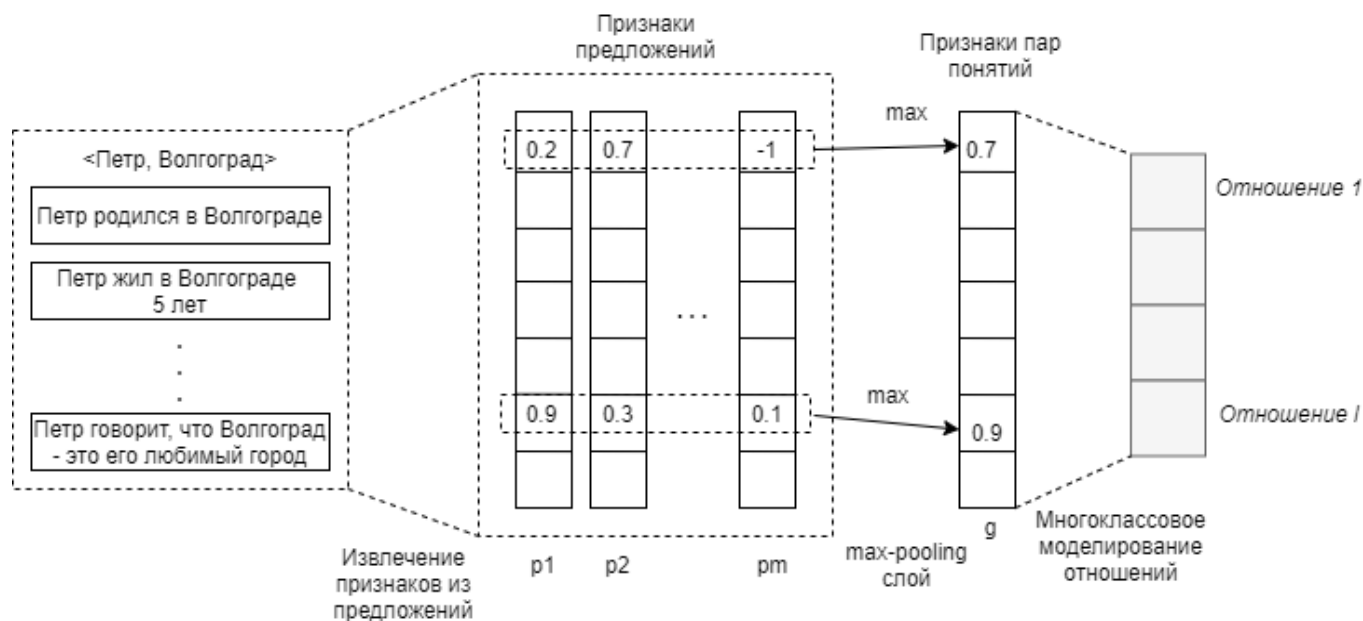 Признаки
предложений
Признаки пар
понятий
<Петр, Волгоград>
Петр родился в Волгограде
Петр жил в Волгограде
5 лет
.
.
.
Петр говорит, что Волгоград
- это его любимый город
0.2 0.7 -1
...
0.9 0.3 0.1
max
max
0.7
0.9
Отношение 1
Отношение l
Извлечение
признаков из
предложений
p1 p2 pm
max-pooling
слой
g
Многоклассовое
моделирование
отношений